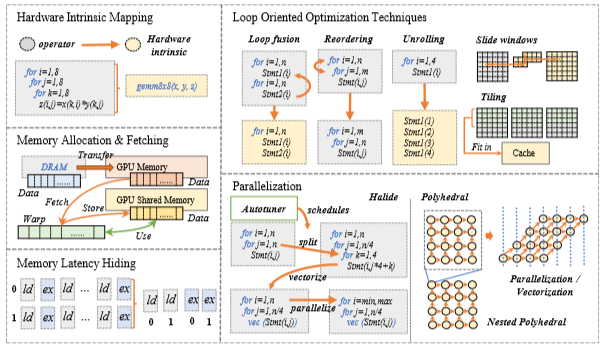 Hardware Intrinsic Mapping
operator
Hardware
intrinsic
for i=1,8
for j=1,8
for k=1,8
z(i,j)=x(k,i)*y(k,j)
gemm8x8(x, y, z)
Memory Allocation & Fetching
Transfer
DRAM
GPU Memory
......
......
Data
Data
Fetch
Store
GPU Shared Memory
......
Data
Warp
......
Use
Memory Latency Hiding
0 ld ex ld ... ld ex
1 ld ex ld ... ld ex
ld ld ex ex
0 1 0 1
Loop Oriented Optimization Techniques
Loop fusion
for i=1,n
Stmt1(i)
for i=1,n
Stmt2(i)
for i=1,n
Stmt1(i)
Stmt2(i)
Reordering
for i=1,n
for j=1,m
Stmt(i,j)
for i=1,m
for j=1,n
Stmt(i,j)
Unrolling
for i=1,4
Stmt1(i)
Stmt1(1)
Stmt1(2)
Stmt1(3)
Stmt1(4)
Slide windows
Tiling
Fit in
Cache
Parallelization
Autotuner
schedules
Halide
for i=1,n
for j=1,n
Stmt(i,j)
split
for i=1,n
for j=1,n/4
for k=1,4
Stmt(i,j*4+k)
vectorize
for i=1,n
for j=1,n/4
vec (Stmt(i,j))
parallelize
for i=min,max
for j=1,n/4
vec (Stmt(i,j))
Polyhedral
Nested Polyhedral
Parallelization /
Vectorization